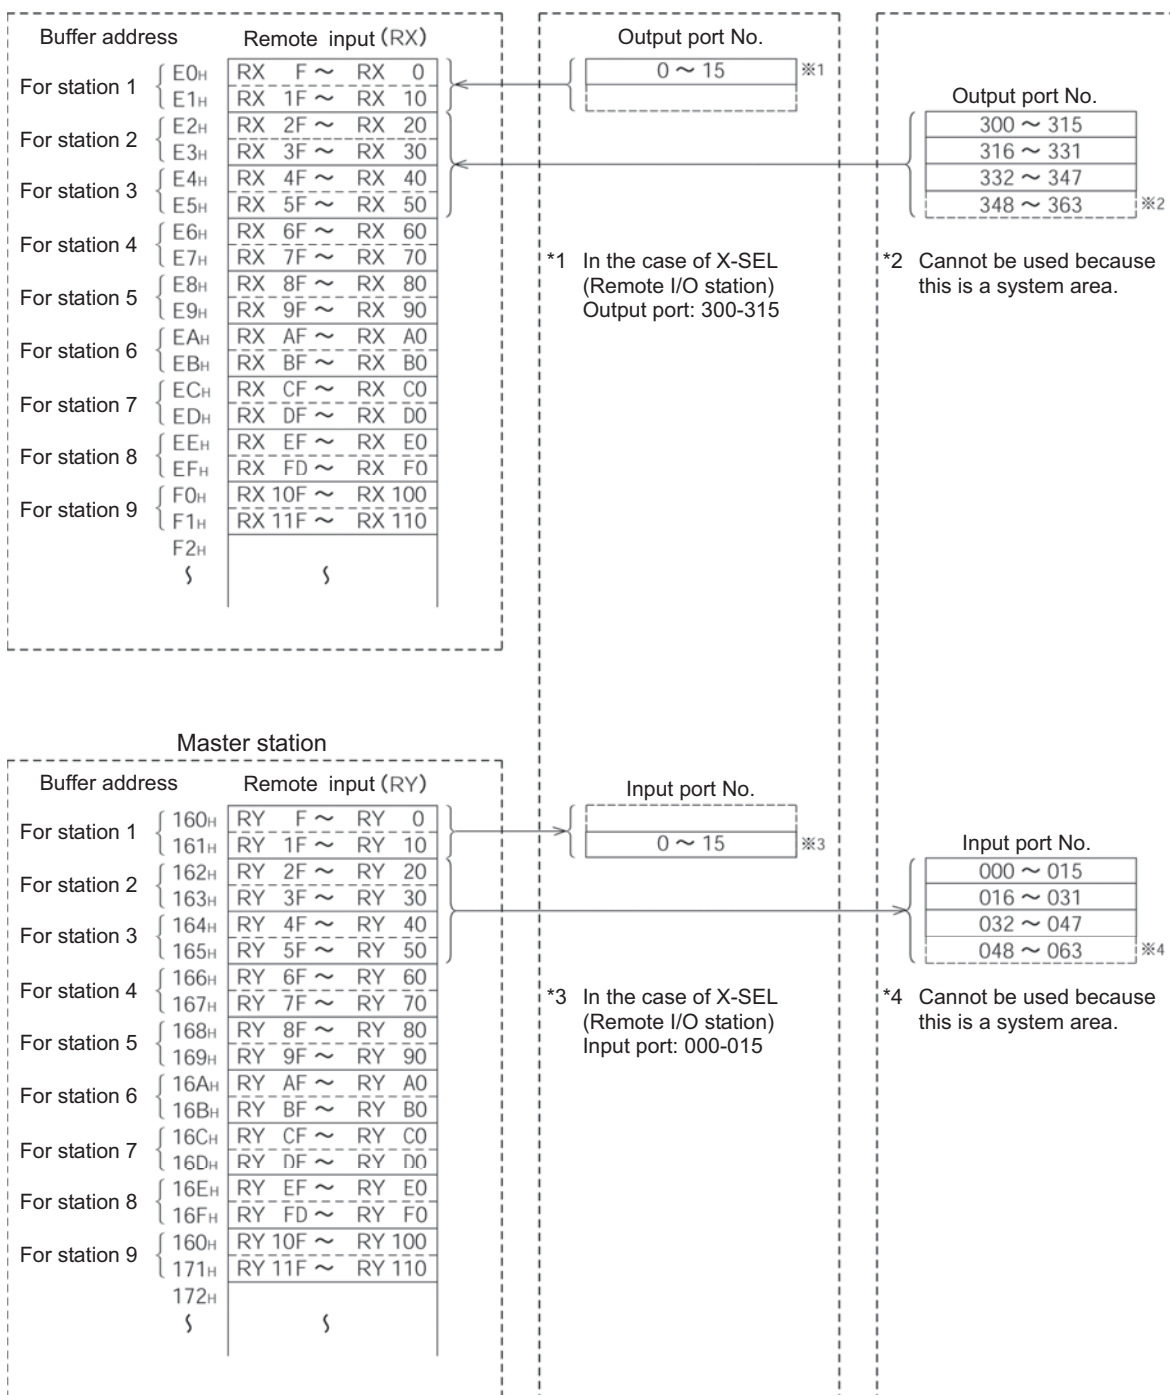 Buffer address Remote input (RX)
For station 1
E0H RX F ~ RX 0
E1H RX 1F ~ RX 10
For station 2
E2H RX 2F ~ RX 20
E3H RX 3F ~ RX 30
For station 3
E4H RX 4F ~ RX 40
E5H RX 5F ~ RX 50
For station 4
E6H RX 6F ~ RX 60
E7H RX 7F ~ RX 70
For station 5
E8H RX 8F ~ RX 80
E9H RX 9F ~ RX 90
For station 6
EAH RX AF ~ RX A0
EBH RX BF ~ RX B0
For station 7
ECH RX CF ~ RX C0
EDH RX DF ~ RX D0
For station 8
EEH RX EF ~ RX E0
EFH RX FD ~ RX F0
For station 9
F0H RX 10F ~ RX 100
F1H RX 11F ~ RX 110
F2H
Output port No.
0 ~ 15 ※1
*1 In the case of X-SEL
(Remote I/O station)
Output port: 300-315
Output port No.
300 ~ 315
316 ~ 331
332 ~ 347
348 ~ 363 ※2
*2 Cannot be used because
this is a system area.
Master station
Buffer address Remote input (RY)
For station 1
160H RY F ~ RY 0
161H RY 1F ~ RY 10
For station 2
162H RY 2F ~ RY 20
163H RY 3F ~ RY 30
For station 3
164H RY 4F ~ RY 40
165H RY 5F ~ RY 50
For station 4
166H RY 6F ~ RY 60
167H RY 7F ~ RY 70
For station 5
168H RY 8F ~ RY 80
169H RY 9F ~ RY 90
For station 6
16AH RY AF ~ RY A0
16BH RY BF ~ RY B0
For station 7
16CH RY CF ~ RY C0
16DH RY DF ~ RY D0
For station 8
16EH RY EF ~ RY E0
16FH RY FD ~ RY F0
For station 9
160H RY 10F ~ RY 100
171H RY 11F ~ RY 110
172H
Input port No.
0 ~ 15 ※3
*3 In the case of X-SEL
(Remote I/O station)
Input port: 000-015
Input port No.
000 ~ 015
016 ~ 031
032 ~ 047
048 ~ 063 ※4
*4 Cannot be used because
this is a system area.